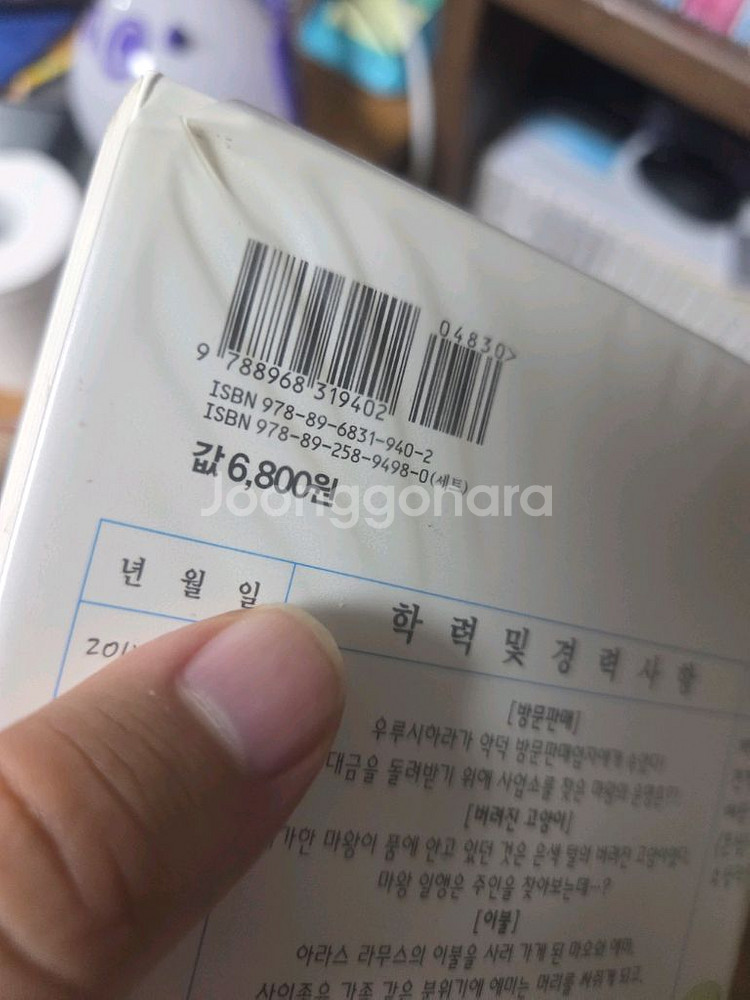 04830>
9 788968 319402
ISBN 978-89-6831-940-2
ISBN 978-89-258-9498-0(세트)
값 6,800원
Joonggonara
년 월 일
학 력 및 경 력 사 항
201
[방문판매]
우루시하라가 악덕 방문판매업자에게 속았다!
대금을 돌려받기 위해 사업소를 찾은 마왕의 운명은??
[버려진 고양이]
가한 마왕이 품에 안고 있던 것은 은색 털의 버려진 고양이였다.
마왕 일행은 주인을 찾아보는데…?
[이불]
아라스 라무스의 이불을 사러 가게 된 마오와 에미.
사이좋은 가족 같은 분위기에 에미는 머리를 싸쥐게 되고.